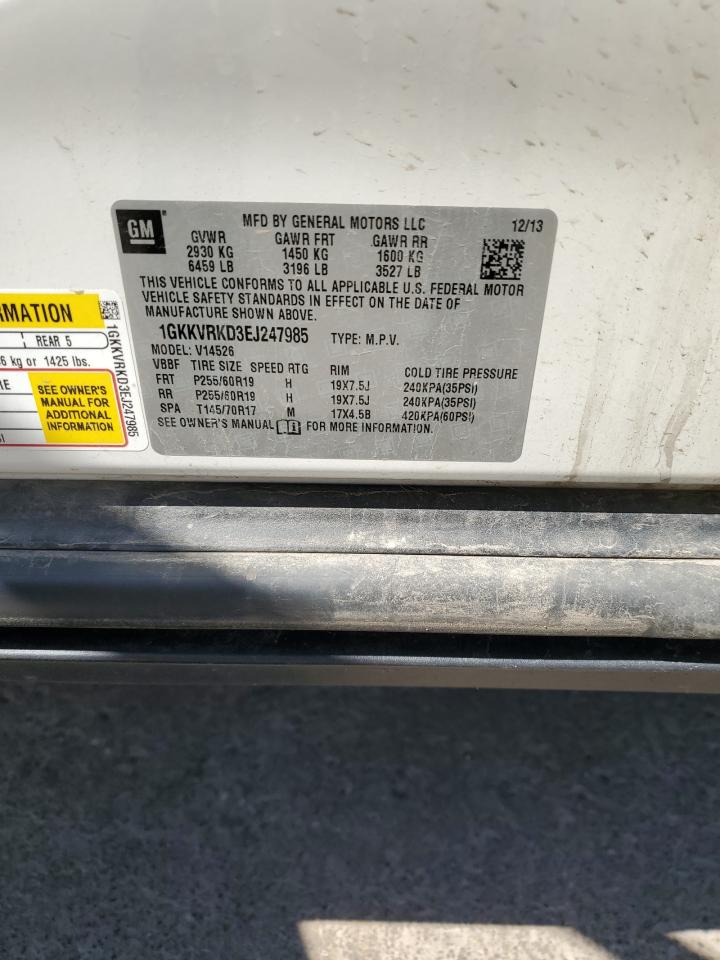 GM
MFD BY GENERAL MOTORS LLC 12/13
GVWR GAWR FRT GAWR RR
2930 KG 1450 KG 1600 KG
6459 LB 3196 LB 3527 LB
THIS VEHICLE CONFORMS TO ALL APPLICABLE U.S. FEDERAL MOTOR
VEHICLE SAFETY STANDARDS IN EFFECT ON THE DATE OF
MANUFACTURE SHOWN ABOVE.
1GKKVRKD3EJ247985 TYPE: M.P.V.
MODEL: V14526
VBBF TIRE SIZE SPEED RTG RIM COLD TIRE PRESSURE
FRT P255/60R19 H 19X7.5J 240KPA(35PSI)
RR P255/60R19 H 19X7.5J 240KPA(35PSI)
SPA T145/70R17 M 17X4.5B 420KPA(60PSI)
SEE OWNER'S MANUAL FOR MORE INFORMATION.
REAR 5
kg or 1425 lbs.
SEE OWNER'S
MANUAL FOR
ADDITIONAL
INFORMATION
1GKKVRKD3EJ247985